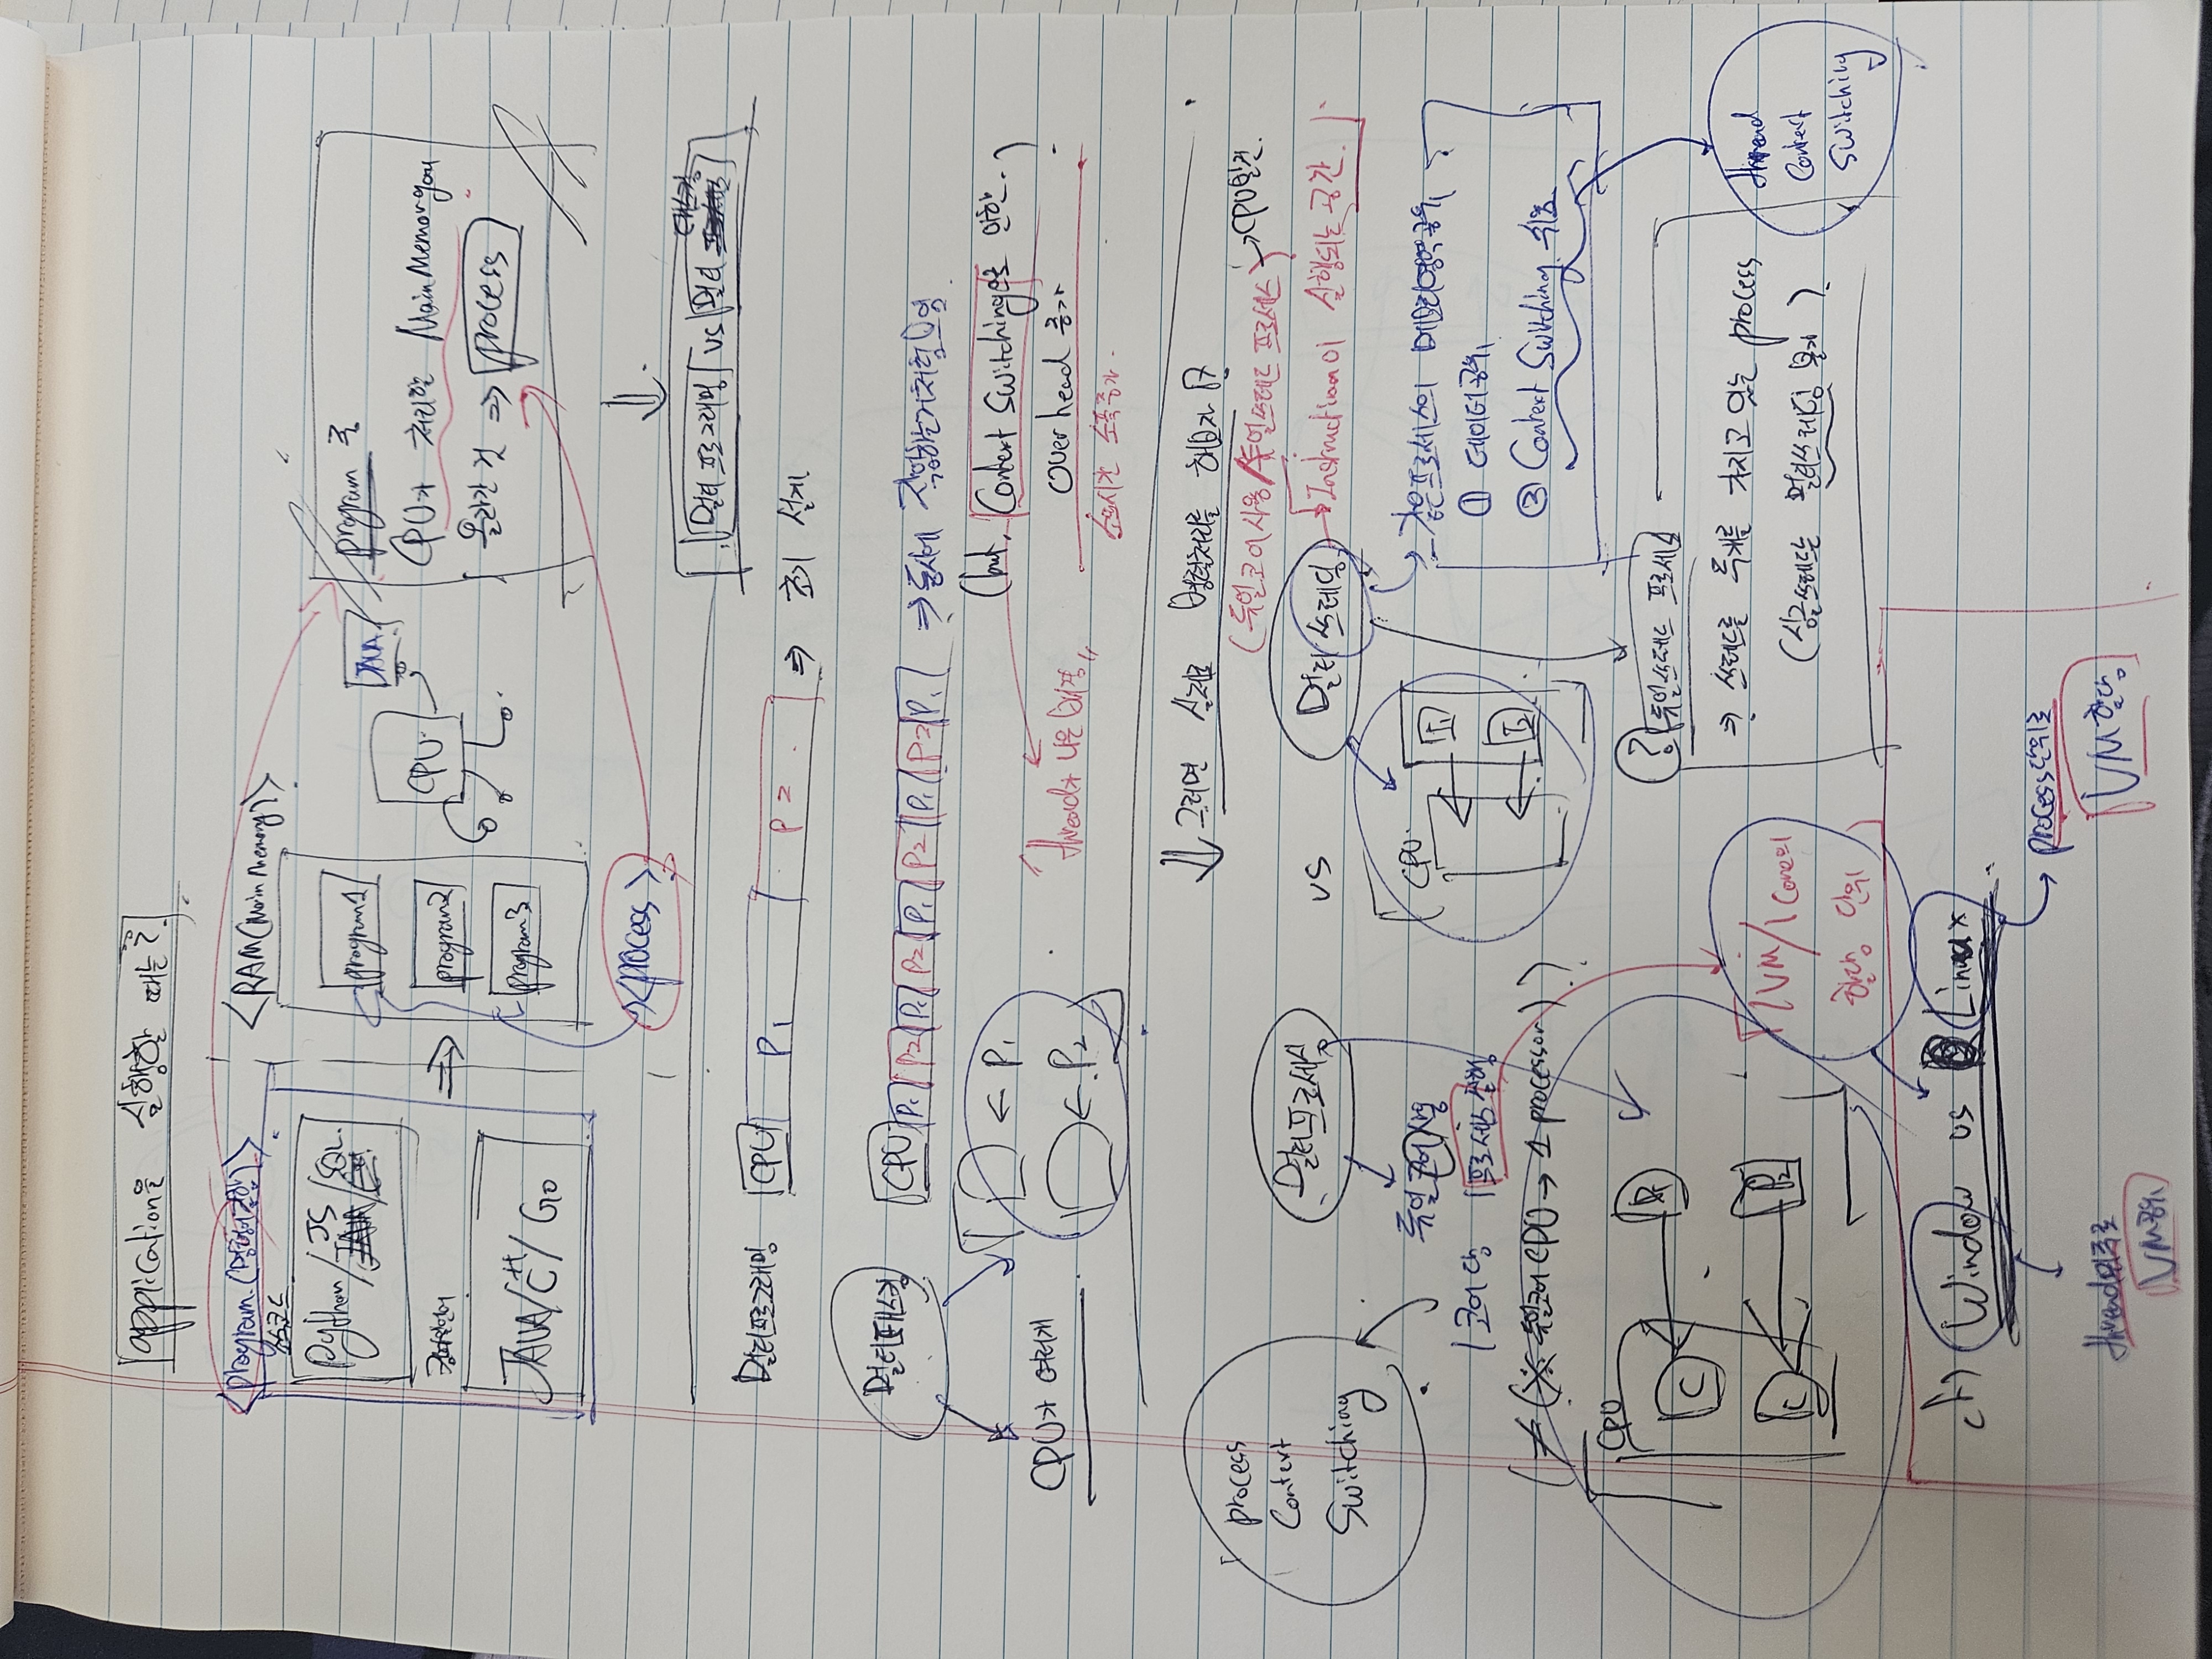 application을 실행할 때는?
<program.(명령어 집합)>
소스코드
Python/JS/SQL.
컴파일언어
JAVA/C++/Go
<RAM(Main Memory)>
program1
program2
program3
<process>
CPU
JAVA
program 중
CPU가 처리할 MainMemory에
올라간 것 ⇒ process
멀티프로그래밍 vs 멀티태스킹
멀티프로그래밍 CPU P1 P2 ⇒ 초기 설계
멀티태스킹 CPU P1 P2 P1 P2 P1 P2 P1 P2 P1 ⇒ 동시에 작동하는거처럼 보임
CPU가 여러개
← P1
← P2
(but, Context Switching으로 인한.)
Overhead 증가
소요시간 소폭증가.
"thread가 나온 배경"
그러면 실제로 병렬처리를 해보자!?
(듀얼코어 사용/듀얼쓰레드 프로세스) → CPU발전.
process
Context
Switching
멀티프로세싱 vs 멀티쓰레딩 → Instruction이 실행되는 공간.
듀얼코어사용
1코어 당 1프로세스 실행
(≠ (※ 듀얼코어 CPU → 1 processor)?
CPU
C
P1
C
P2
CPU.
T1
T2
→ 같은프로세스의 메모리영역공유
① 데이터공유
② Context Switching 위로
? 듀얼쓰레드 프로세스
⇒ 쓰레드를 두개를 가지고 있는 process
(싱글쓰레드는 멀티쓰레딩 불가)
thread
Context
Switching
1VM/1Core의
할당 단위
cf) Window vs Linux
thread위주로
VM공유
process단위로
VM할당